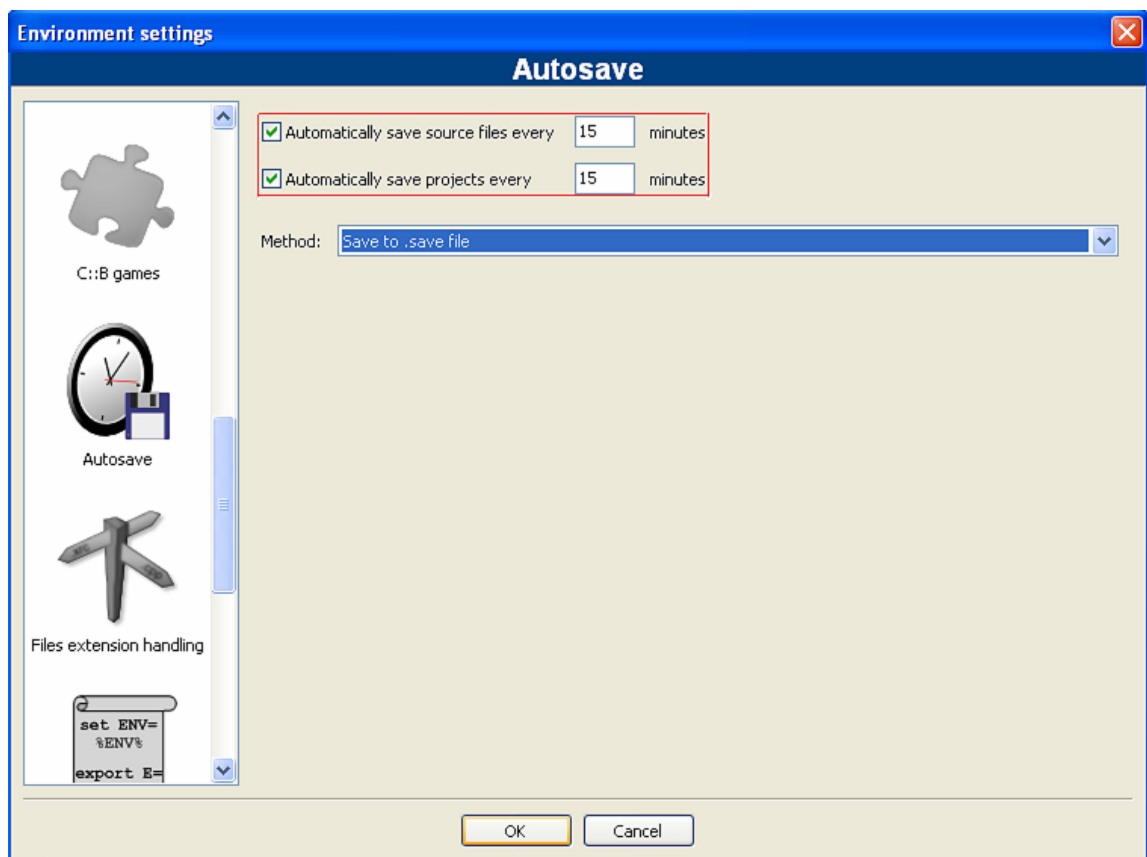 Environment settings
Autosave
C::B games
Autosave
Files extension handling
set ENV=
%ENV%
export E=
Automatically save source files every 15 minutes
Automatically save projects every 15 minutes
Method: Save to .save file
OK Cancel